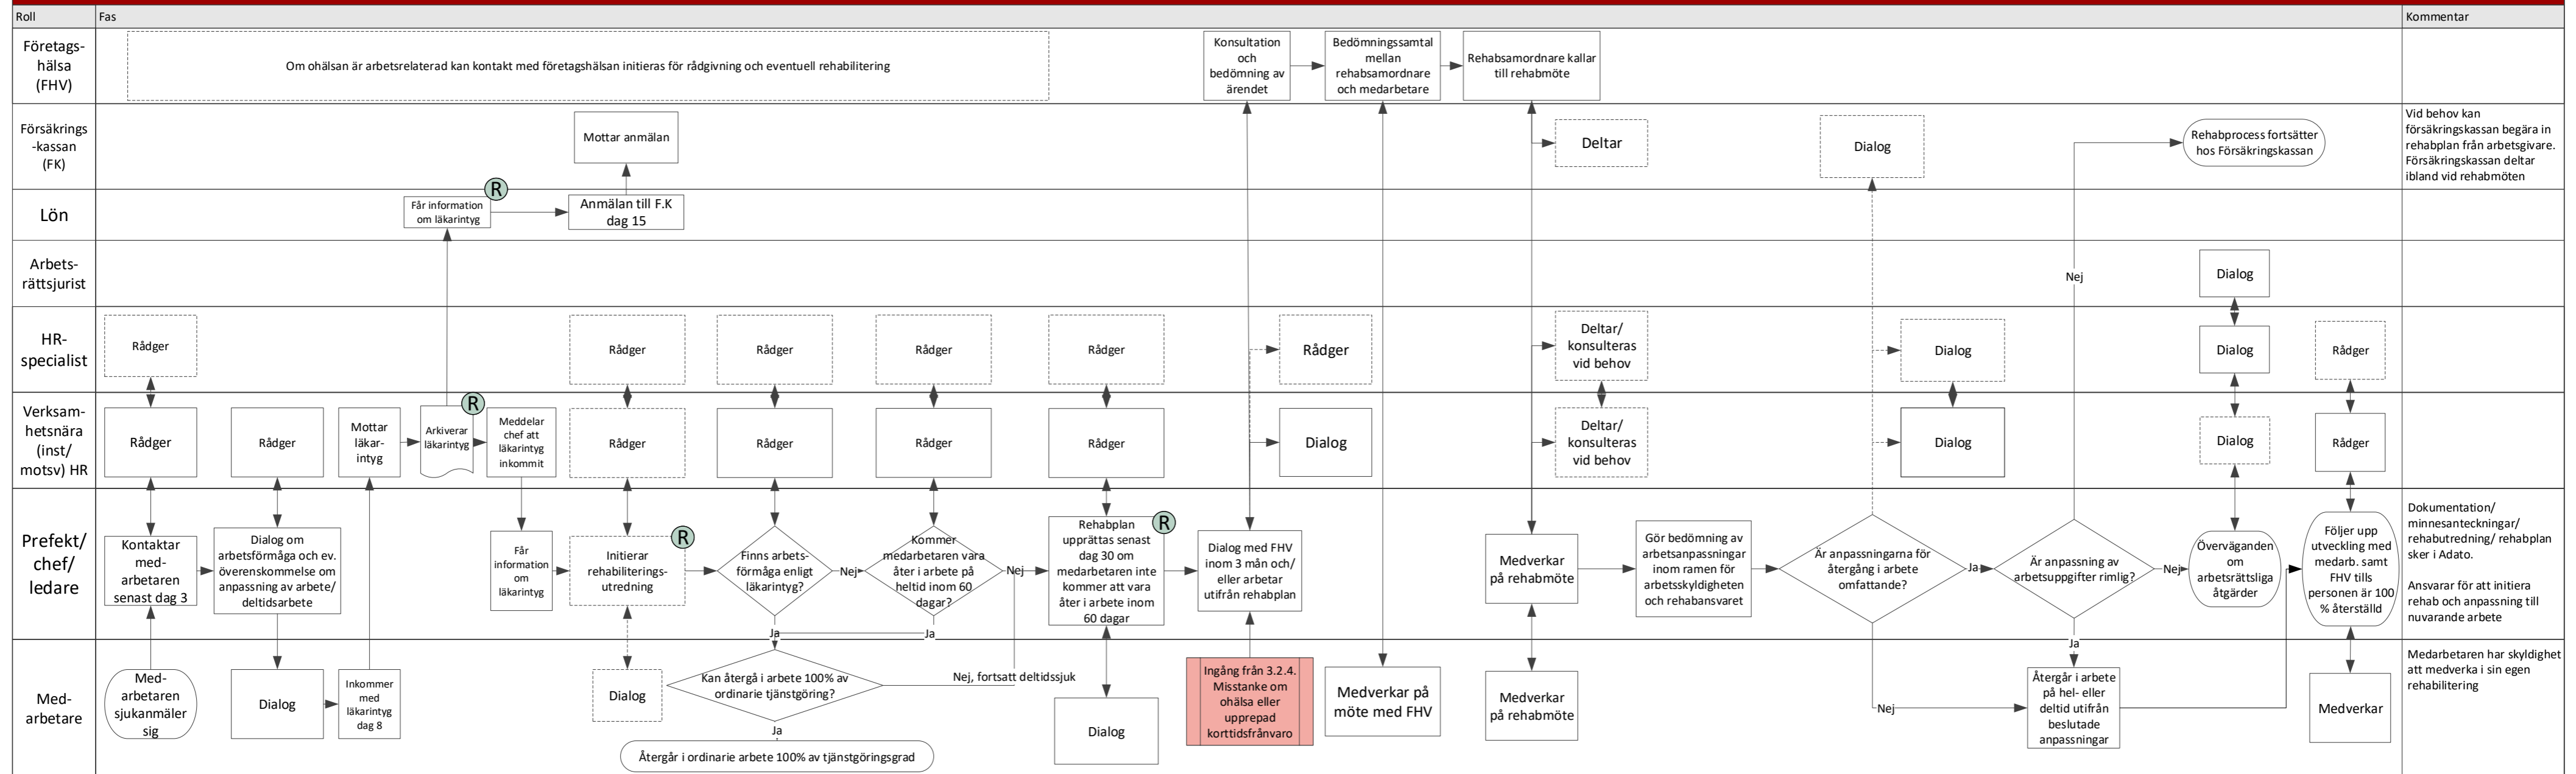 Roll
Fas
Kommentar
Företags-
hälsa
(FHV)
Om ohälsan är arbetsrelaterad kan kontakt med företagshälsan initieras för rådgivning och eventuell rehabilitering
Konsultation
och
bedömning av
ärendet
Bedömningssamtal
mellan
rehabsamordnare
och medarbetare
Rehabsamordnare kallar
till rehabmöte
Försäkrings
-kassan
(FK)
Mottar anmälan
Deltar
Dialog
Rehabprocess fortsätter
hos Försäkringskassan
Vid behov kan
försäkringskassan begära in
rehabplan från arbetsgivare.
Försäkringskassan deltar
ibland vid rehabmöten
Lön
Får information
om läkarintyg
R
Anmälan till F.K
dag 15
Arbets-
rättsjurist
Nej
Dialog
HR-
specialist
Rådger
Rådger
Rådger
Rådger
Rådger
Rådger
Deltar/
konsulteras
vid behov
Dialog
Dialog
Rådger
Verksam-
hetsnära
(inst/
motsv) HR
Rådger
Rådger
Mottar
läkar-
intyg
Arkiverar
läkarintyg
R
Meddelar
chef att
läkarintyg
inkommit
Rådger
Rådger
Rådger
Rådger
Dialog
Deltar/
konsulteras
vid behov
Dialog
Dialog
Rådger
Prefekt/
chef/
ledare
Kontaktar
med-
arbetaren
senast dag 3
Dialog om
arbetsförmåga och ev.
överenskommelse om
anpassning av arbete/
deltidsarbete
Får
information
om
läkarintyg
Initierar
rehabiliterings-
utredning
R
Finns arbets-
förmåga enligt
läkarintyg?
Nej
Kommer
medarbetaren vara
åter i arbete på
heltid inom 60
dagar?
Nej
Rehabplan
upprättas senast
dag 30 om
medarbetaren inte
kommer att vara
åter i arbete inom
60 dagar
R
Dialog med FHV
inom 3 mån och/
eller arbetar
utifrån rehabplan
Medverkar
på rehabmöte
Gör bedömning av
arbetsanpassningar
inom ramen för
arbetsskyldigheten
och rehabansvaret
Är anpassningarna för
återgång i arbete
omfattande?
Ja
Är anpassning av
arbetsuppgifter rimlig?
Nej
Överväganden
om
arbetsrättsliga
åtgärder
Följer upp
utveckling med
medarb. samt
FHV tills
personen är 100
% återställd
Dokumentation/
minnesanteckningar/
rehabutredning/ rehabplan
sker i Adato.
Ansvarar för att initiera
rehab och anpassning till
nuvarande arbete
Ja
Ja
Ja
Med-
arbetare
Med-
arbetaren
sjukanmäler
sig
Dialog
Inkommer
med
läkarintyg
dag 8
Dialog
Kan återgå i arbete 100% av
ordinarie tjänstgöring?
Nej, fortsatt deltidssjuk
Ja
Återgår i ordinarie arbete 100% av tjänstgöringsgrad
Dialog
Ingång från 3.2.4.
Misstanke om
ohälsa eller
upprepad
korttidsfrånvaro
Medverkar på
möte med FHV
Medverkar
på rehabmöte
Nej
Återgår i arbete
på hel- eller
deltid utifrån
beslutade
anpassningar
Medverkar
Medarbetaren har skyldighet
att medverka i sin egen
rehabilitering